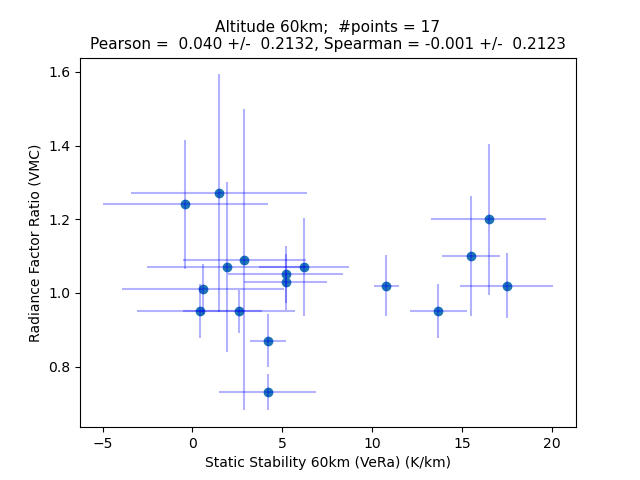 Altitude 60km;  #points = 17
Pearson =  0.040 +/-  0.2132, Spearman = -0.001 +/-  0.2123
1.6
1.4
1.2
1.0
0.8
Radiance Factor Ratio (VMC)
−5
0
5
10
15
20
Static Stability 60km (VeRa) (K/km)